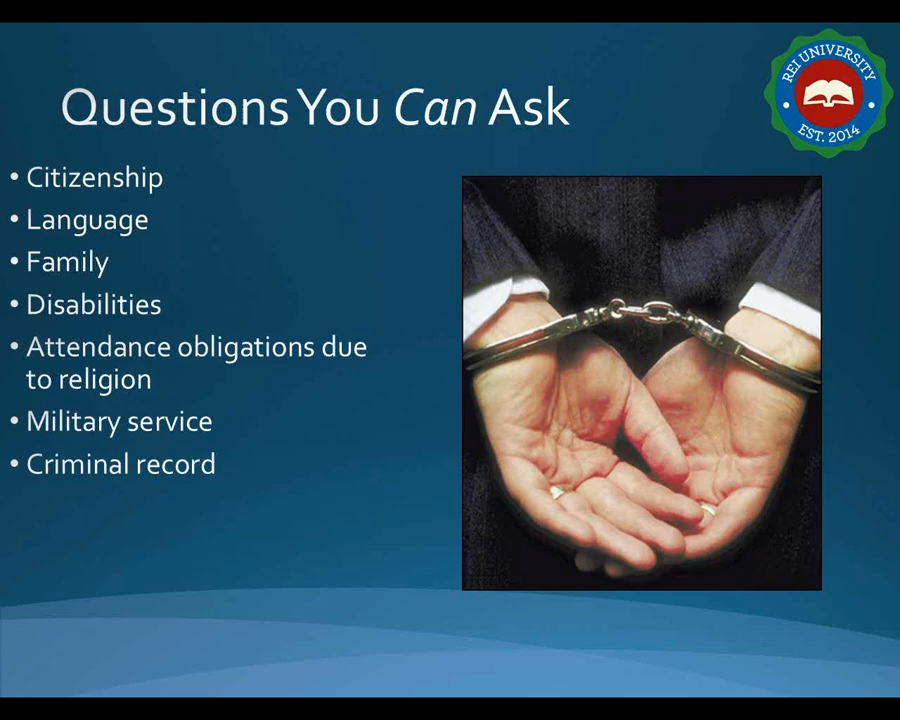 Questions You Can Ask
REI UNIVERSITY
EST. 2014
• Citizenship
• Language
• Family
• Disabilities
• Attendance obligations due
to religion
• Military service
• Criminal record